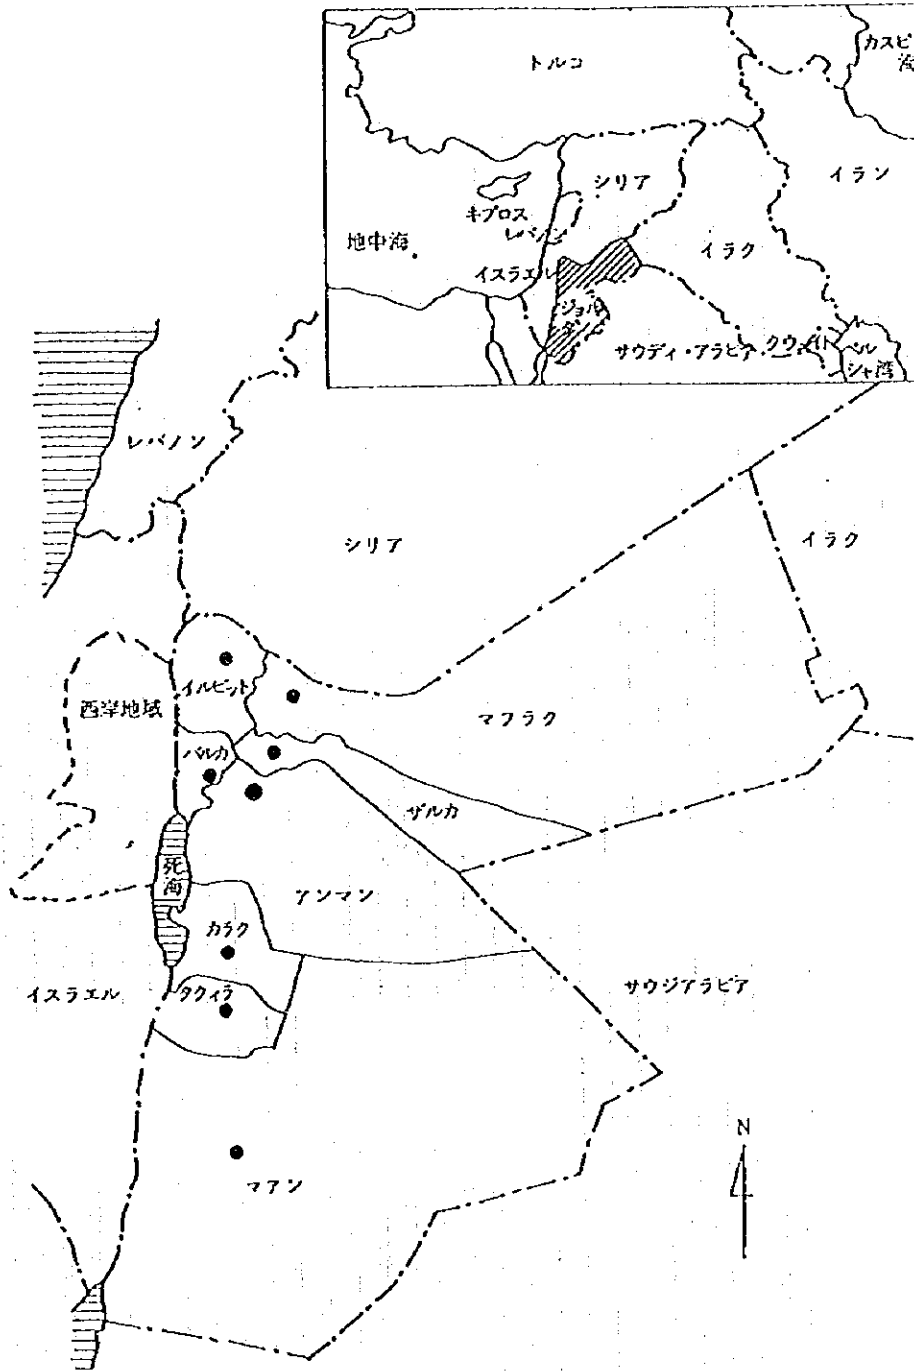 トルコ
カスピ
海
シリア
イラン
キプロス
レバノン
地中海
イラク
イスラエル
ジョル
ダン
サウディ・アラビア
クウェイト
ペル
シャ湾
レバノン
シリア
イラク
イルビット
西岸地域
マフラク
バルカ
ザルカ
死海
アンマン
カラク
イスラエル
タフィラ
サウジアラビア
N
マアン